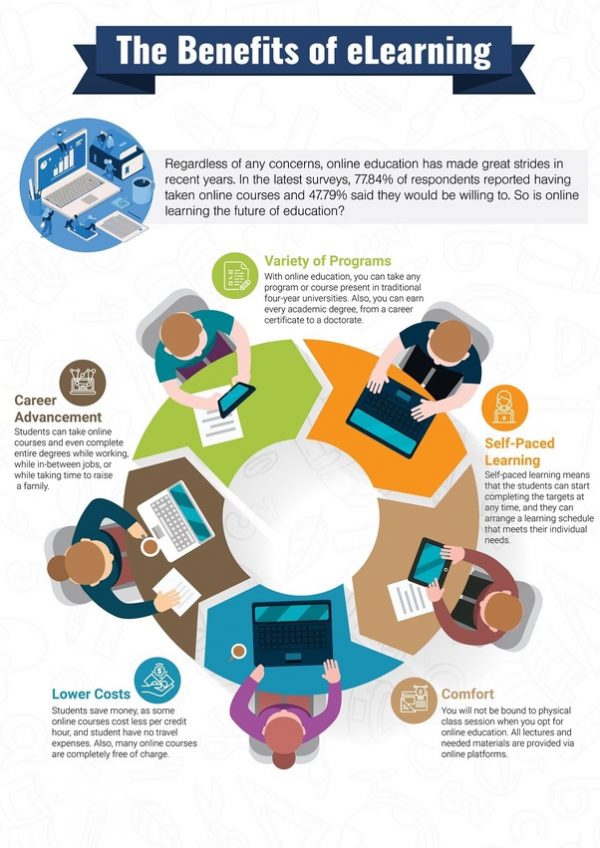 The Benefits of eLearning
Regardless of any concerns, online education has made great strides in
recent years. In the latest surveys, 77.84% of respondents reported having
taken online courses and 47.79% said they would be willing to. So is online
learning the future of education?
Variety of Programs
With online education, you can take any
program or course present in traditional
four-year universities. Also, you can earn
every academic degree, from a career
certificate to a doctorate.
Career
Advancement
Students can take online
courses and even complete
entire degrees while working,
while in-between jobs, or
while taking time to raise
a family.
Self-Paced
Learning
Self-paced learning means
that the students can start
completing the targets at
any time, and they can
arrange a learning schedule
that meets their individual
needs.
Lower Costs
Students save money, as some
online courses cost less per credit
hour, and student have no travel
expenses. Also, many online courses
are completely free of charge.
Comfort
You will not be bound to physical
class session when you opt for
online education. All lectures and
needed materials are provided via
online platforms.